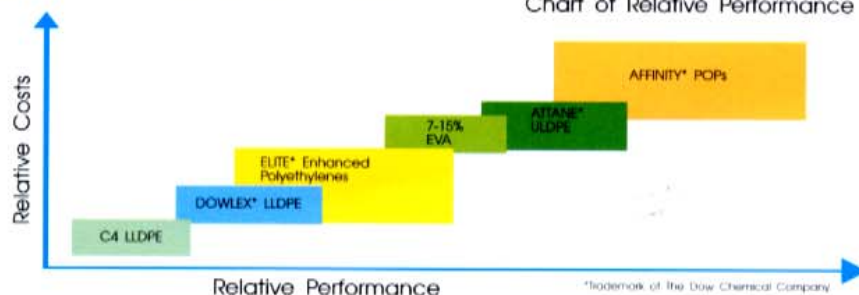 Chart of Relative Performance
Relative Costs
AFFINITY* POPs
ATTANE*
ULDPE
7-15%
EVA
ELITE* Enhanced
Polyethylenes
DOWLEX* LLDPE
C4 LLDPE
Relative Performance
*Trademark of The Dow Chemical Company